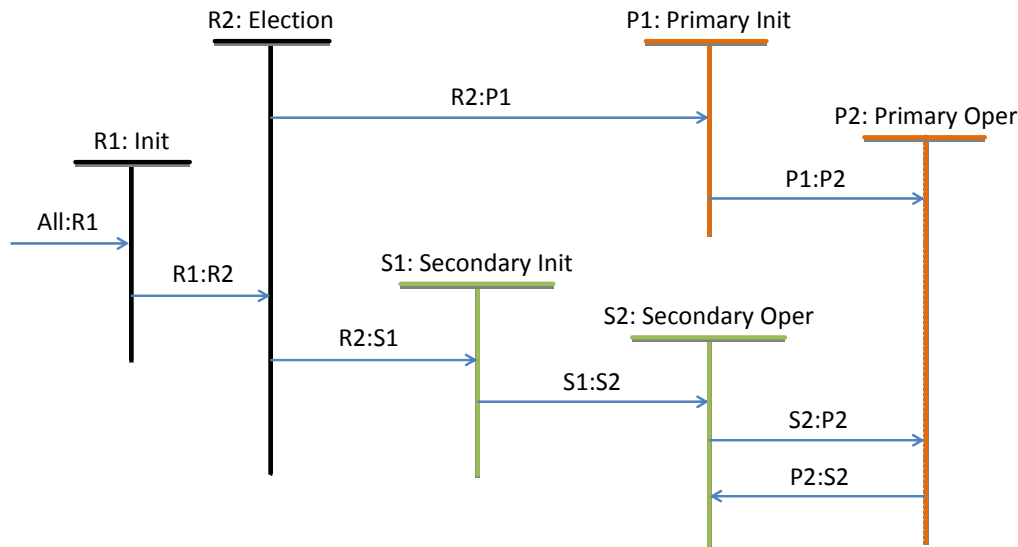 R2: Election
P1: Primary Init
R2:P1
P2: Primary Oper
R1: Init
P1:P2
All:R1
S1: Secondary Init
R1:R2
S2: Secondary Oper
R2:S1
S1:S2
S2:P2
P2:S2